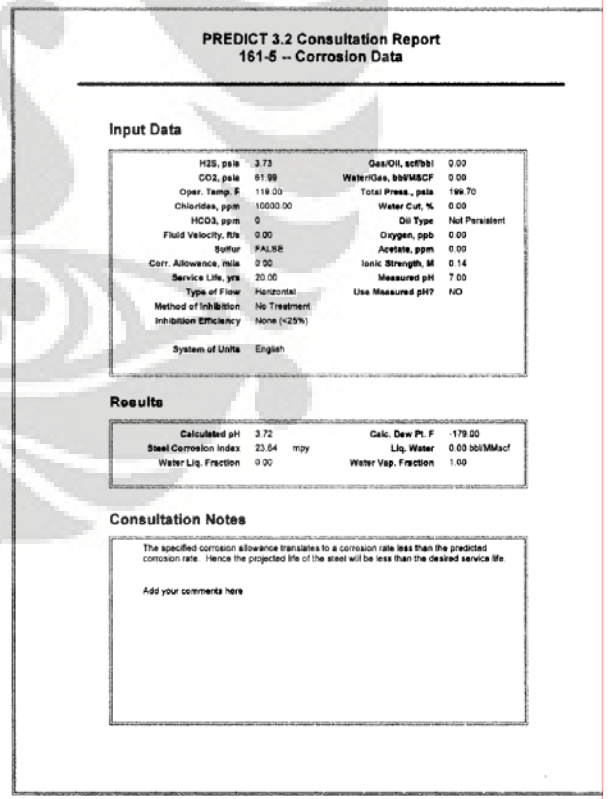 PREDICT 3.2 Consultation Report
161-5 -- Corrosion Data
Input Data
H2S, psia 3.73 Gas/Oil, scf/bbl 0.00
CO2, psia 61.99 Water/Gas, bbl/MSCF 0.00
Oper. Temp. F 119.00 Total Press., psia 199.70
Chlorides, ppm 10000.00 Water Cut, % 0.00
HCO3, ppm 0 Oil Type Not Persistent
Fluid Velocity, ft/s 0.00 Oxygen, ppb 0.00
Sulfur FALSE Acetate, ppm 0.00
Corr. Allowance, mils 0.00 Ionic Strength, M 0.14
Service Life, yrs 20.00 Measured pH 7.00
Type of Flow Horizontal Use Measured pH? NO
Method of Inhibition No Treatment
Inhibition Efficiency None (<25%)
System of Units English
Results
Calculated pH 3.72 Calc. Dew Pt. F -179.00
Steel Corrosion Index 23.64 mpy Liq. Water 0.00 bbl/MMscf
Water Liq. Fraction 0.00 Water Vap. Fraction 1.00
Consultation Notes
The specified corrosion allowance translates to a corrosion rate less than the predicted
corrosion rate. Hence the projected life of the steel will be less than the desired service life.
Add your comments here